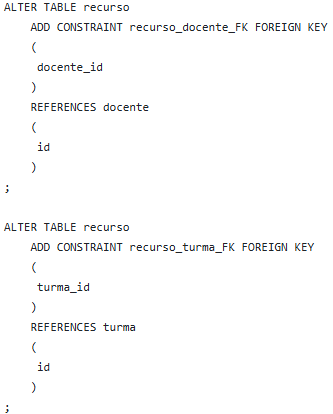 ALTER TABLE recurso
    ADD CONSTRAINT recurso_docente_FK FOREIGN KEY
    (
     docente_id
    )
    REFERENCES docente
    (
     id
    )
;

ALTER TABLE recurso
    ADD CONSTRAINT recurso_turma_FK FOREIGN KEY
    (
     turma_id
    )
    REFERENCES turma
    (
     id
    )
;